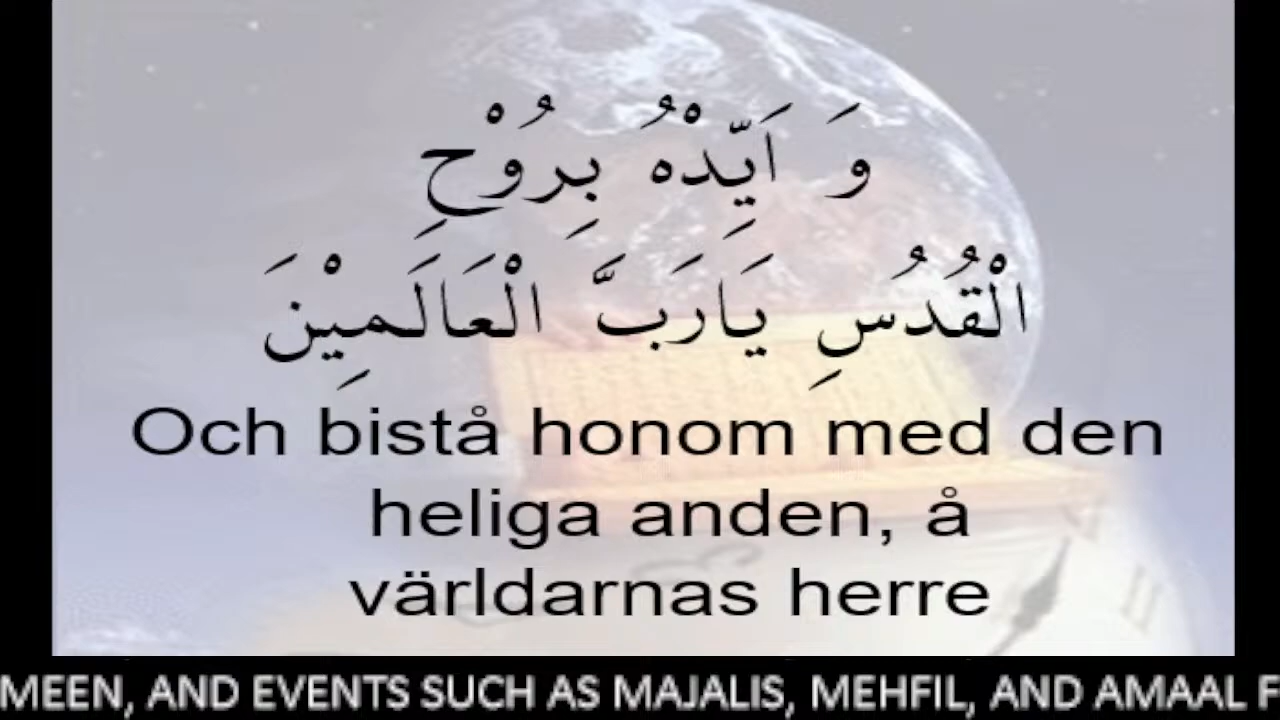 وَ اَيِّدْهُ بِرُوْحِ
الْقُدُسِ يَارَبَّ الْعَالَمِيْنَ
Och bistå honom med den
heliga anden, å
världarnas herre
MEEN, AND EVENTS SUCH AS MAJALIS, MEHFIL, AND AMAAL F